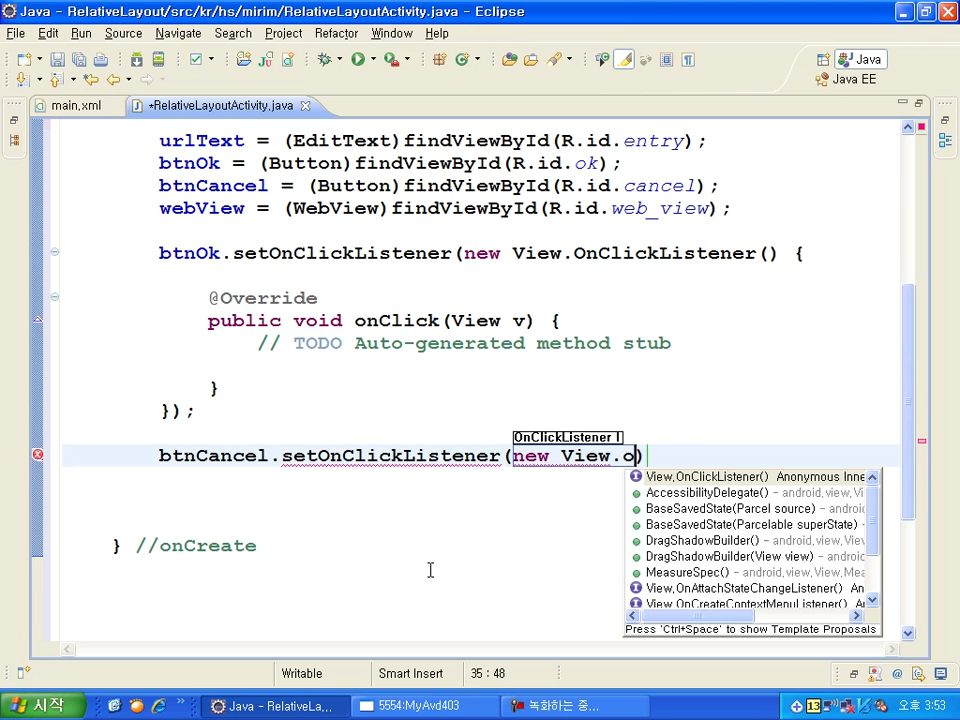 Java - RelativeLayout/src/kr/hs/mirim/RelativeLayoutActivity.java - Eclipse
File Edit Run Source Navigate Search Project Refactor Window Help
Java
Java EE
main.xml *RelativeLayoutActivity.java
urlText = (EditText)findViewById(R.id.entry);
btnOk = (Button)findViewById(R.id.ok);
btnCancel = (Button)findViewById(R.id.cancel);
webView = (WebView)findViewById(R.id.web_view);
btnOk.setOnClickListener(new View.OnClickListener() {
@Override
public void onClick(View v) {
// TODO Auto-generated method stub
}
});
OnClickListener l
btnCancel.setOnClickListener(new View.o)
View.OnClickListener() Anonymous Inne
AccessibilityDelegate() - android.view.Vi
BaseSavedState(Parcel source) - android
BaseSavedState(Parcelable superState)
DragShadowBuilder() - android.view.View
DragShadowBuilder(View view) - android
MeasureSpec() - android.view.View.Mea
View.OnAttachStateChangeListener() An
View.OnCreateContextMenuListener() A
Press 'Ctrl+Space' to show Template Proposals
} //onCreate
Writable Smart Insert 35 : 48
시작 Java - RelativeLa... 5554:MyAvd403 녹화하는 중... 13 오후 3:53